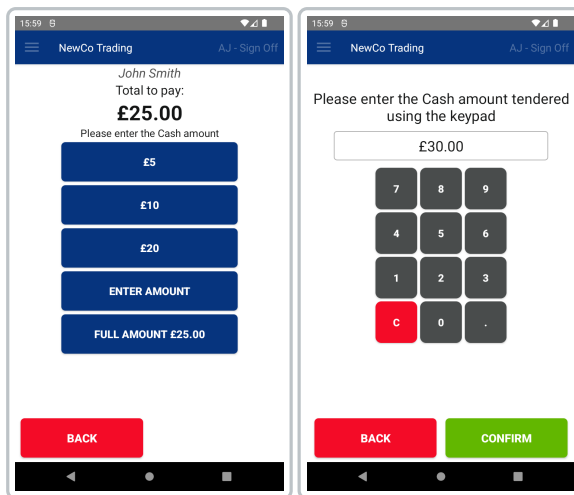 15:59
NewCo Trading
AJ - Sign Off
John Smith
Total to pay:
£25.00
Please enter the Cash amount
£5
£10
£20
ENTER AMOUNT
FULL AMOUNT £25.00
BACK
15:59
NewCo Trading
AJ - Sign Off
Please enter the Cash amount tendered
using the keypad
£30.00
7 8 9
4 5 6
1 2 3
C 0 .
BACK
CONFIRM